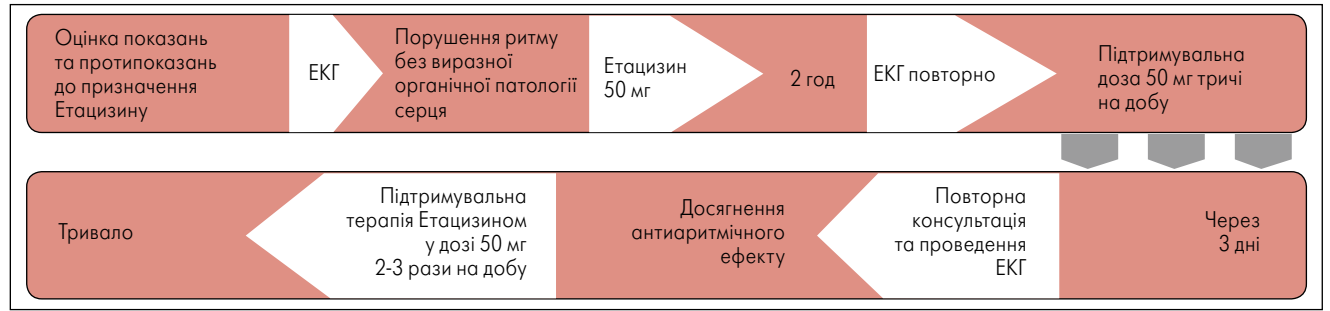 Оцінка показань
та протипоказань
до призначення
Етацизину
ЕКГ
Порушення ритму
без виразної
органічної патології
серця
Етацизин
50 мг
2 год
ЕКГ повторно
Підтримувальна
доза 50 мг тричі
на добу
Через
3 дні
Повторна
консультація
та проведення
ЕКГ
Досягнення
антиаритмічного
ефекту
Підтримувальна
терапія Етацизином
у дозі 50 мг
2-3 рази на добу
Тривало